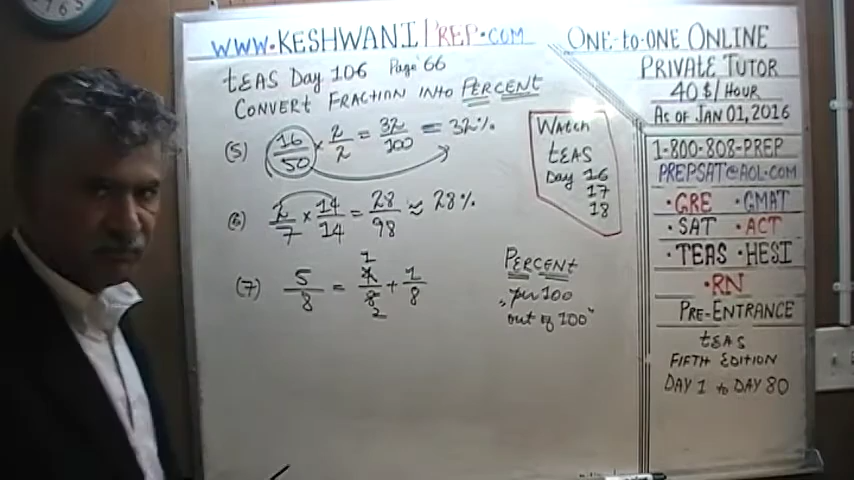 WWW.KESHWANIPREP.COM
TEAS Day 106 Page 66
CONVERT FRACTION INTO PERCENT
(5) 16/50 × 2/2 = 32/100 = 32%
(6) 2/7 × 14/14 = 28/98 ≈ 28%
(7) 5/8 = 4/8 + 1/8
1
2
WATCH
TEAS
Day 16
17
18
PERCENT
"per 100
out of 100"
ONE-to-ONE ONLINE
PRIVATE TUTOR
40 $/HOUR
AS OF JAN 01, 2016
1-800-808-PREP
PREPSAT@AOL.COM
•GRE •GMAT
•SAT •ACT
•TEAS •HESI
•RN
PRE-ENTRANCE
TEAS
FIFTH EDITION
DAY 1 to DAY 80